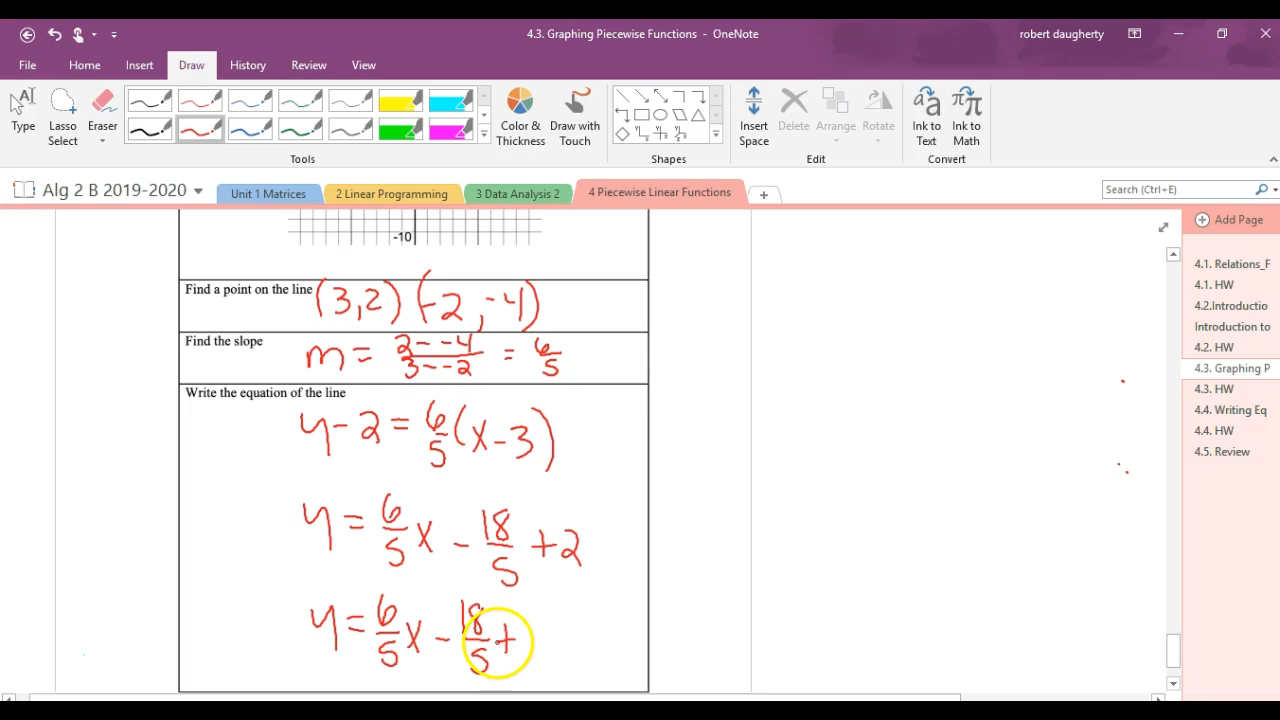 4.3. Graphing Piecewise Functions - OneNote
robert daugherty
File Home Insert Draw History Review View
Type
Lasso Select
Eraser
Color & Thickness
Draw with Touch
Insert Space
Delete
Arrange
Rotate
Ink to Text
Ink to Math
Tools
Shapes
Edit
Convert
Alg 2 B 2019-2020
Unit 1 Matrices
2 Linear Programming
3 Data Analysis 2
4 Piecewise Linear Functions
Search (Ctrl+E)
Add Page
4.1. Relations_F
4.1. HW
4.2.Introductio
Introduction to
4.2. HW
4.3. Graphing P
4.3. HW
4.4. Writing Eq
4.4. HW
4.5. Review
-10
Find a point on the line (3,2) (-2,-4)
Find the slope m = (2--4)/(3--2) = 6/5
Write the equation of the line
y-2 = 6/5(x-3)
y = 6/5x - 18/5 +2
y = 6/5x - 18/5 +